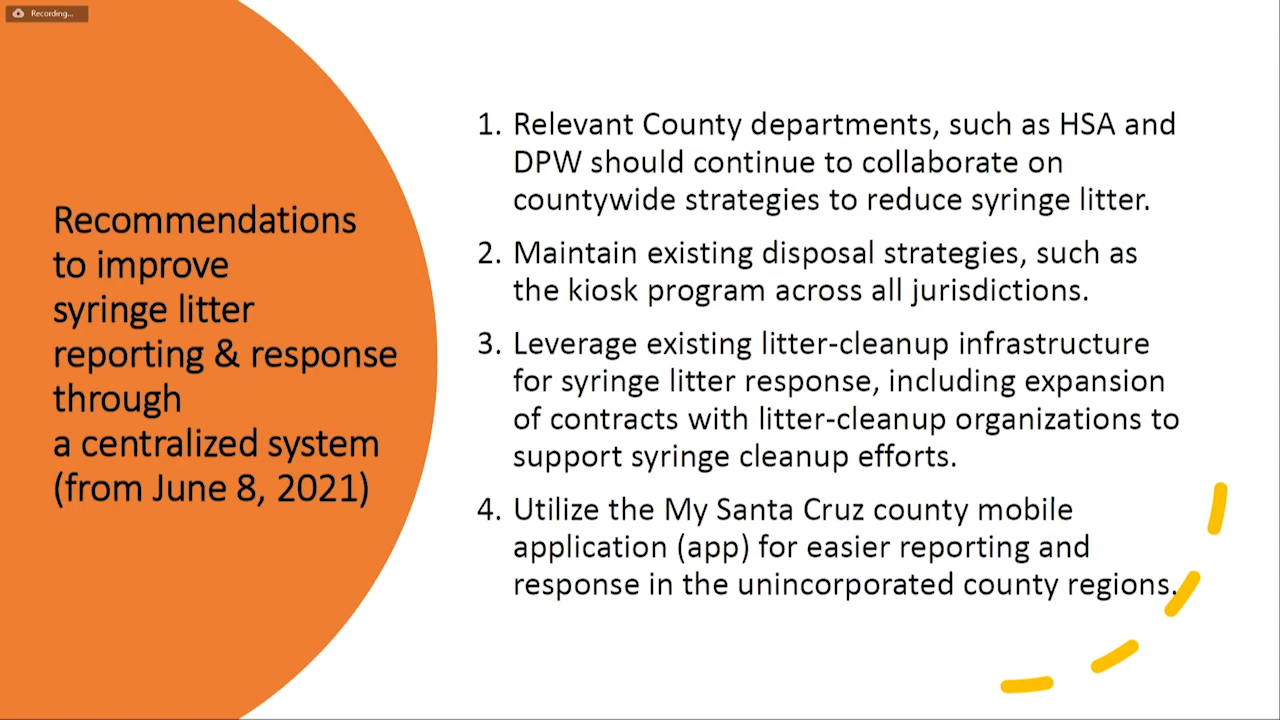 Recording...
Recommendations
to improve
syringe litter
reporting & response
through
a centralized system
(from June 8, 2021)
1. Relevant County departments, such as HSA and
DPW should continue to collaborate on
countywide strategies to reduce syringe litter.
2. Maintain existing disposal strategies, such as
the kiosk program across all jurisdictions.
3. Leverage existing litter-cleanup infrastructure
for syringe litter response, including expansion
of contracts with litter-cleanup organizations to
support syringe cleanup efforts.
4. Utilize the My Santa Cruz county mobile
application (app) for easier reporting and
response in the unincorporated county regions.